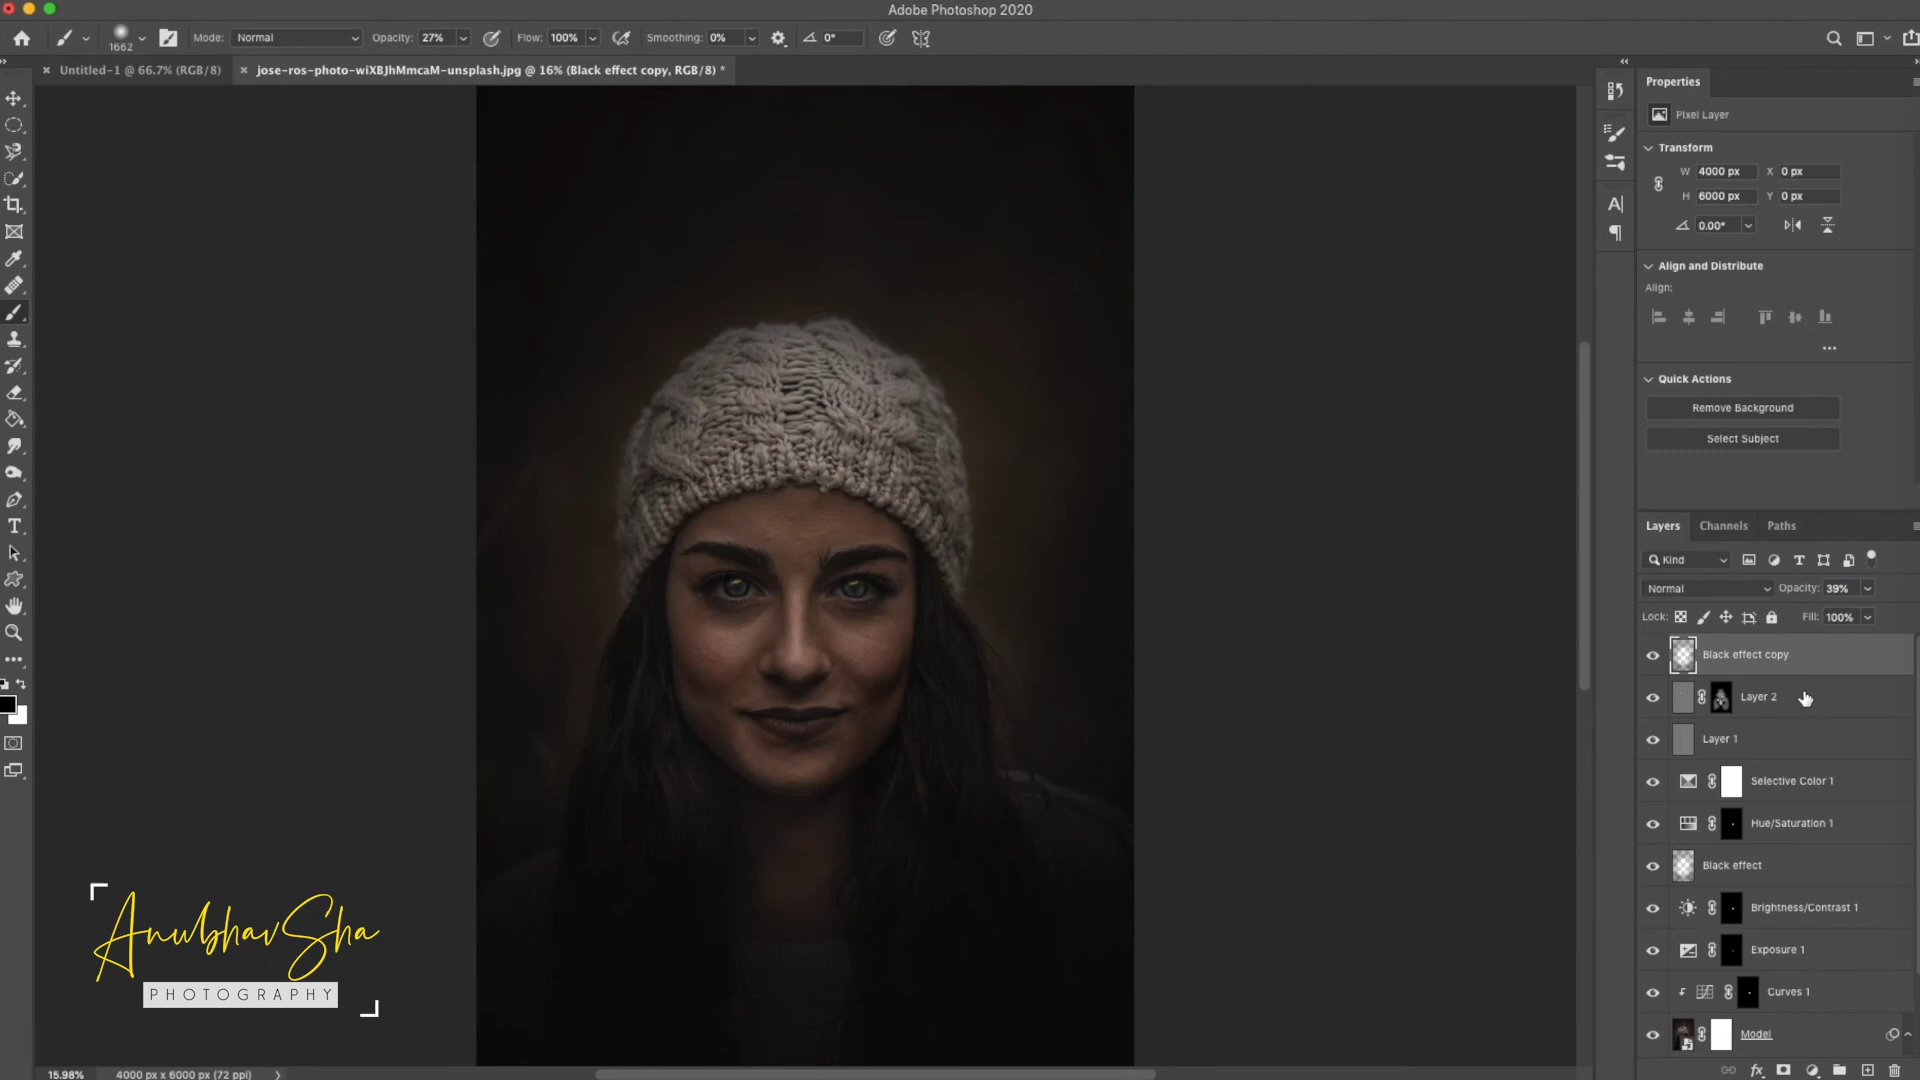 Adobe Photoshop 2020
1662
Mode: Normal
Opacity: 27%
Flow: 100%
Smoothing: 0%
0°
Untitled-1 @ 66.7% (RGB/8)
jose-ros-photo-wiXBJhMmcaM-unsplash.jpg @ 16% (Black effect copy, RGB/8) *
Properties
Pixel Layer
Transform
W 4000 px X 0 px
H 6000 px Y 0 px
0.00°
Align and Distribute
Align:
Quick Actions
Remove Background
Select Subject
Layers Channels Paths
Kind
Normal Opacity: 39%
Lock: Fill: 100%
Black effect copy
Layer 2
Layer 1
Selective Color 1
Hue/Saturation 1
Black effect
Brightness/Contrast 1
Exposure 1
Curves 1
Model
AnubhavSha
PHOTOGRAPHY
15.98% 4000 px x 6000 px (72 ppi)